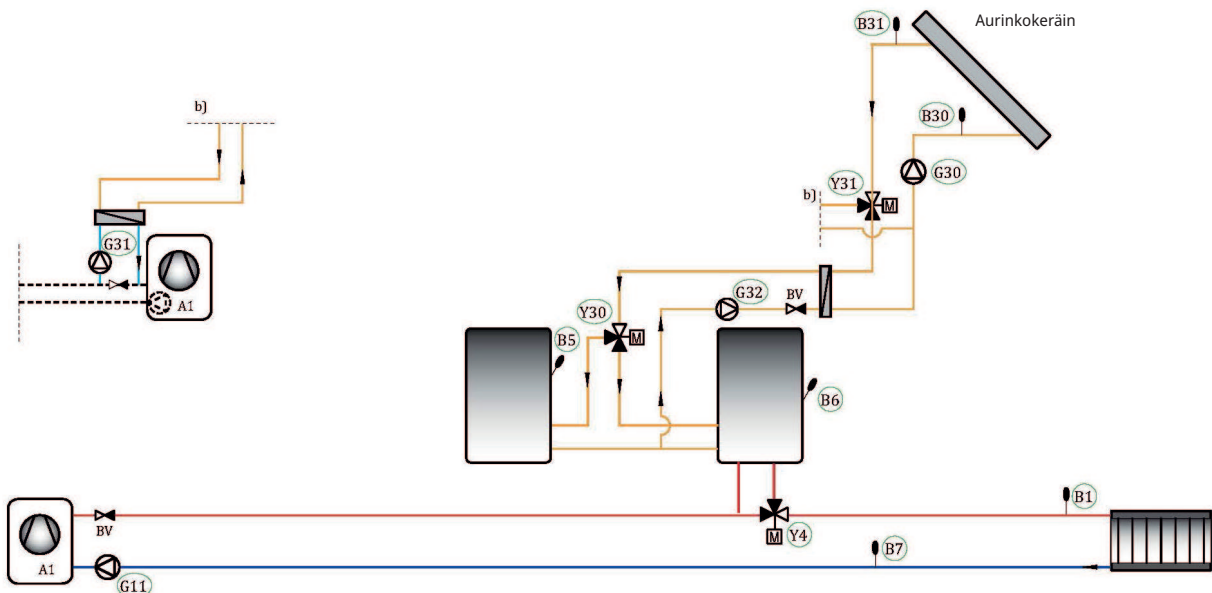 B31
Aurinkokeräin
b)
B30
G30
Y31
b)
M
G31
A1
G32
BV
Y30
M
B5
B6
B1
BV
Y4
M
B7
A1
G11